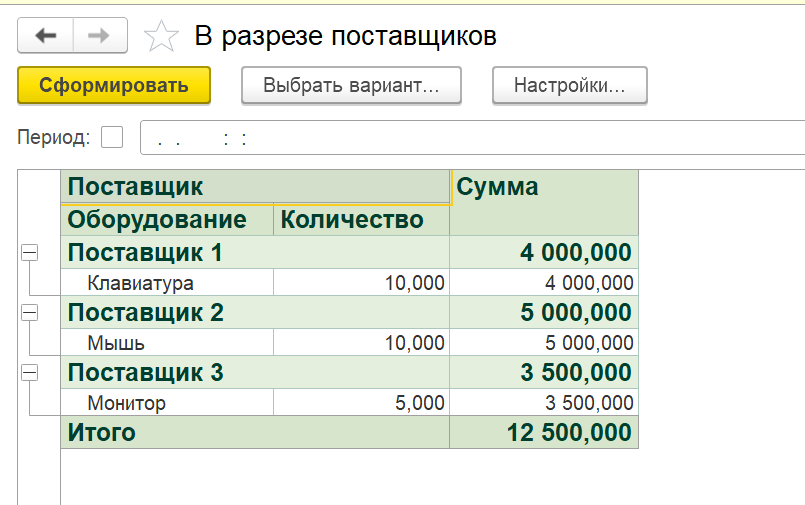 В разрезе поставщиков
Сформировать Выбрать вариант... Настройки...
Период: . . : :
Поставщик Сумма
Оборудование Количество
Поставщик 1 4 000,000
Клавиатура 10,000 4 000,000
Поставщик 2 5 000,000
Мышь 10,000 5 000,000
Поставщик 3 3 500,000
Монитор 5,000 3 500,000
Итого 12 500,000